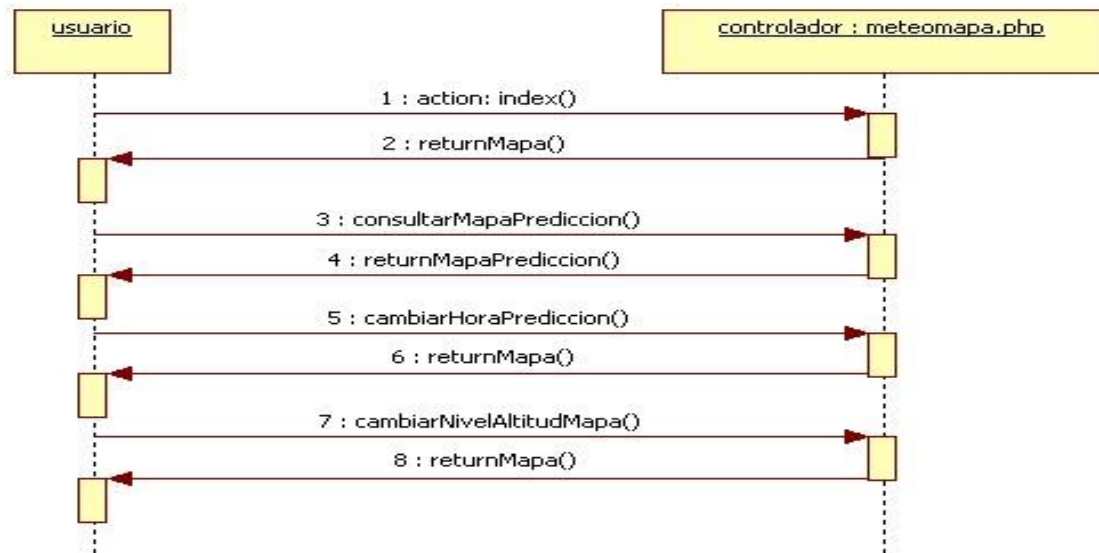 usuario
controlador : meteomapa.php
1 : action: index()
2 : returnMapa()
3 : consultarMapaPrediccion()
4 : returnMapaPrediccion()
5 : cambiarHoraPrediccion()
6 : returnMapa()
7 : cambiarNivelAltitudMapa()
8 : returnMapa()